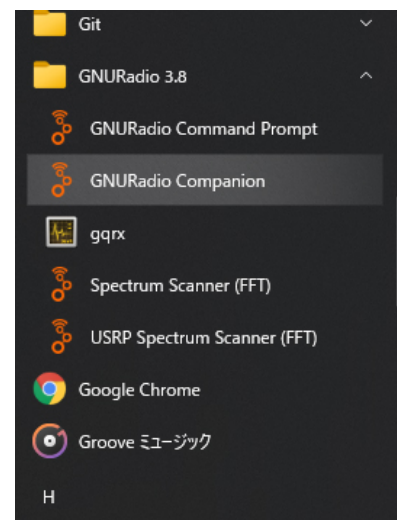 Git
GNURadio 3.8
GNURadio Command Prompt
GNURadio Companion
gqrx
Spectrum Scanner (FFT)
USRP Spectrum Scanner (FFT)
Google Chrome
Groove ミュージック
H